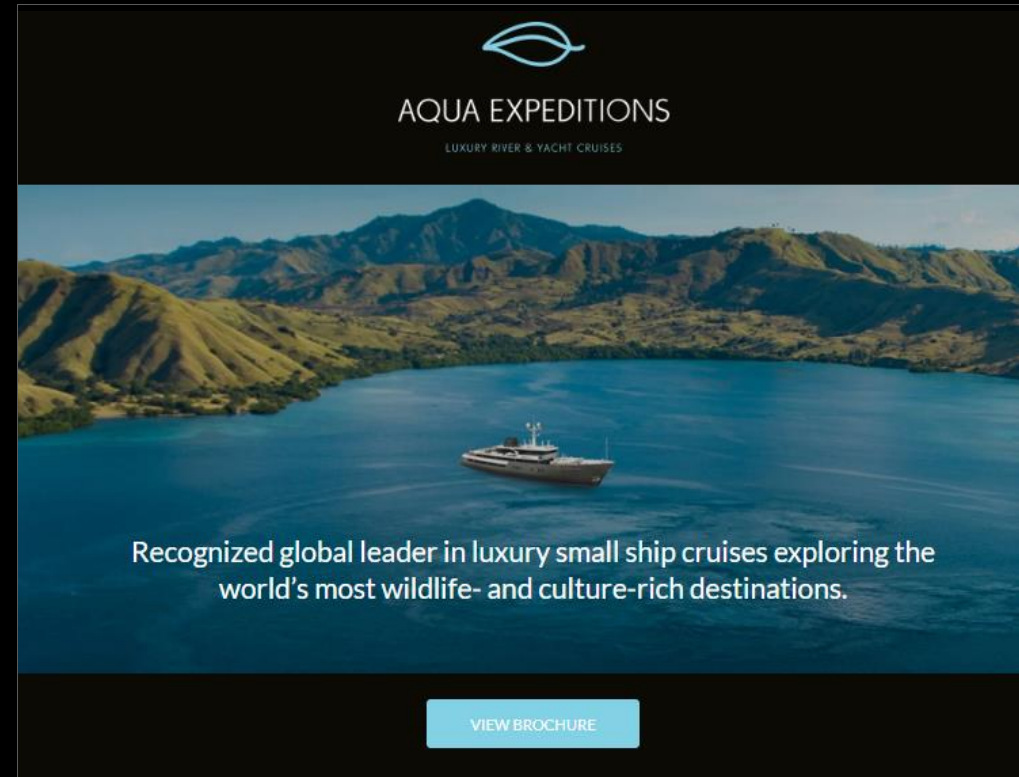 AQUA EXPEDITIONS
LUXURY RIVER & YACHT CRUISES
Recognized global leader in luxury small ship cruises exploring the
world’s most wildlife- and culture-rich destinations.
VIEW BROCHURE